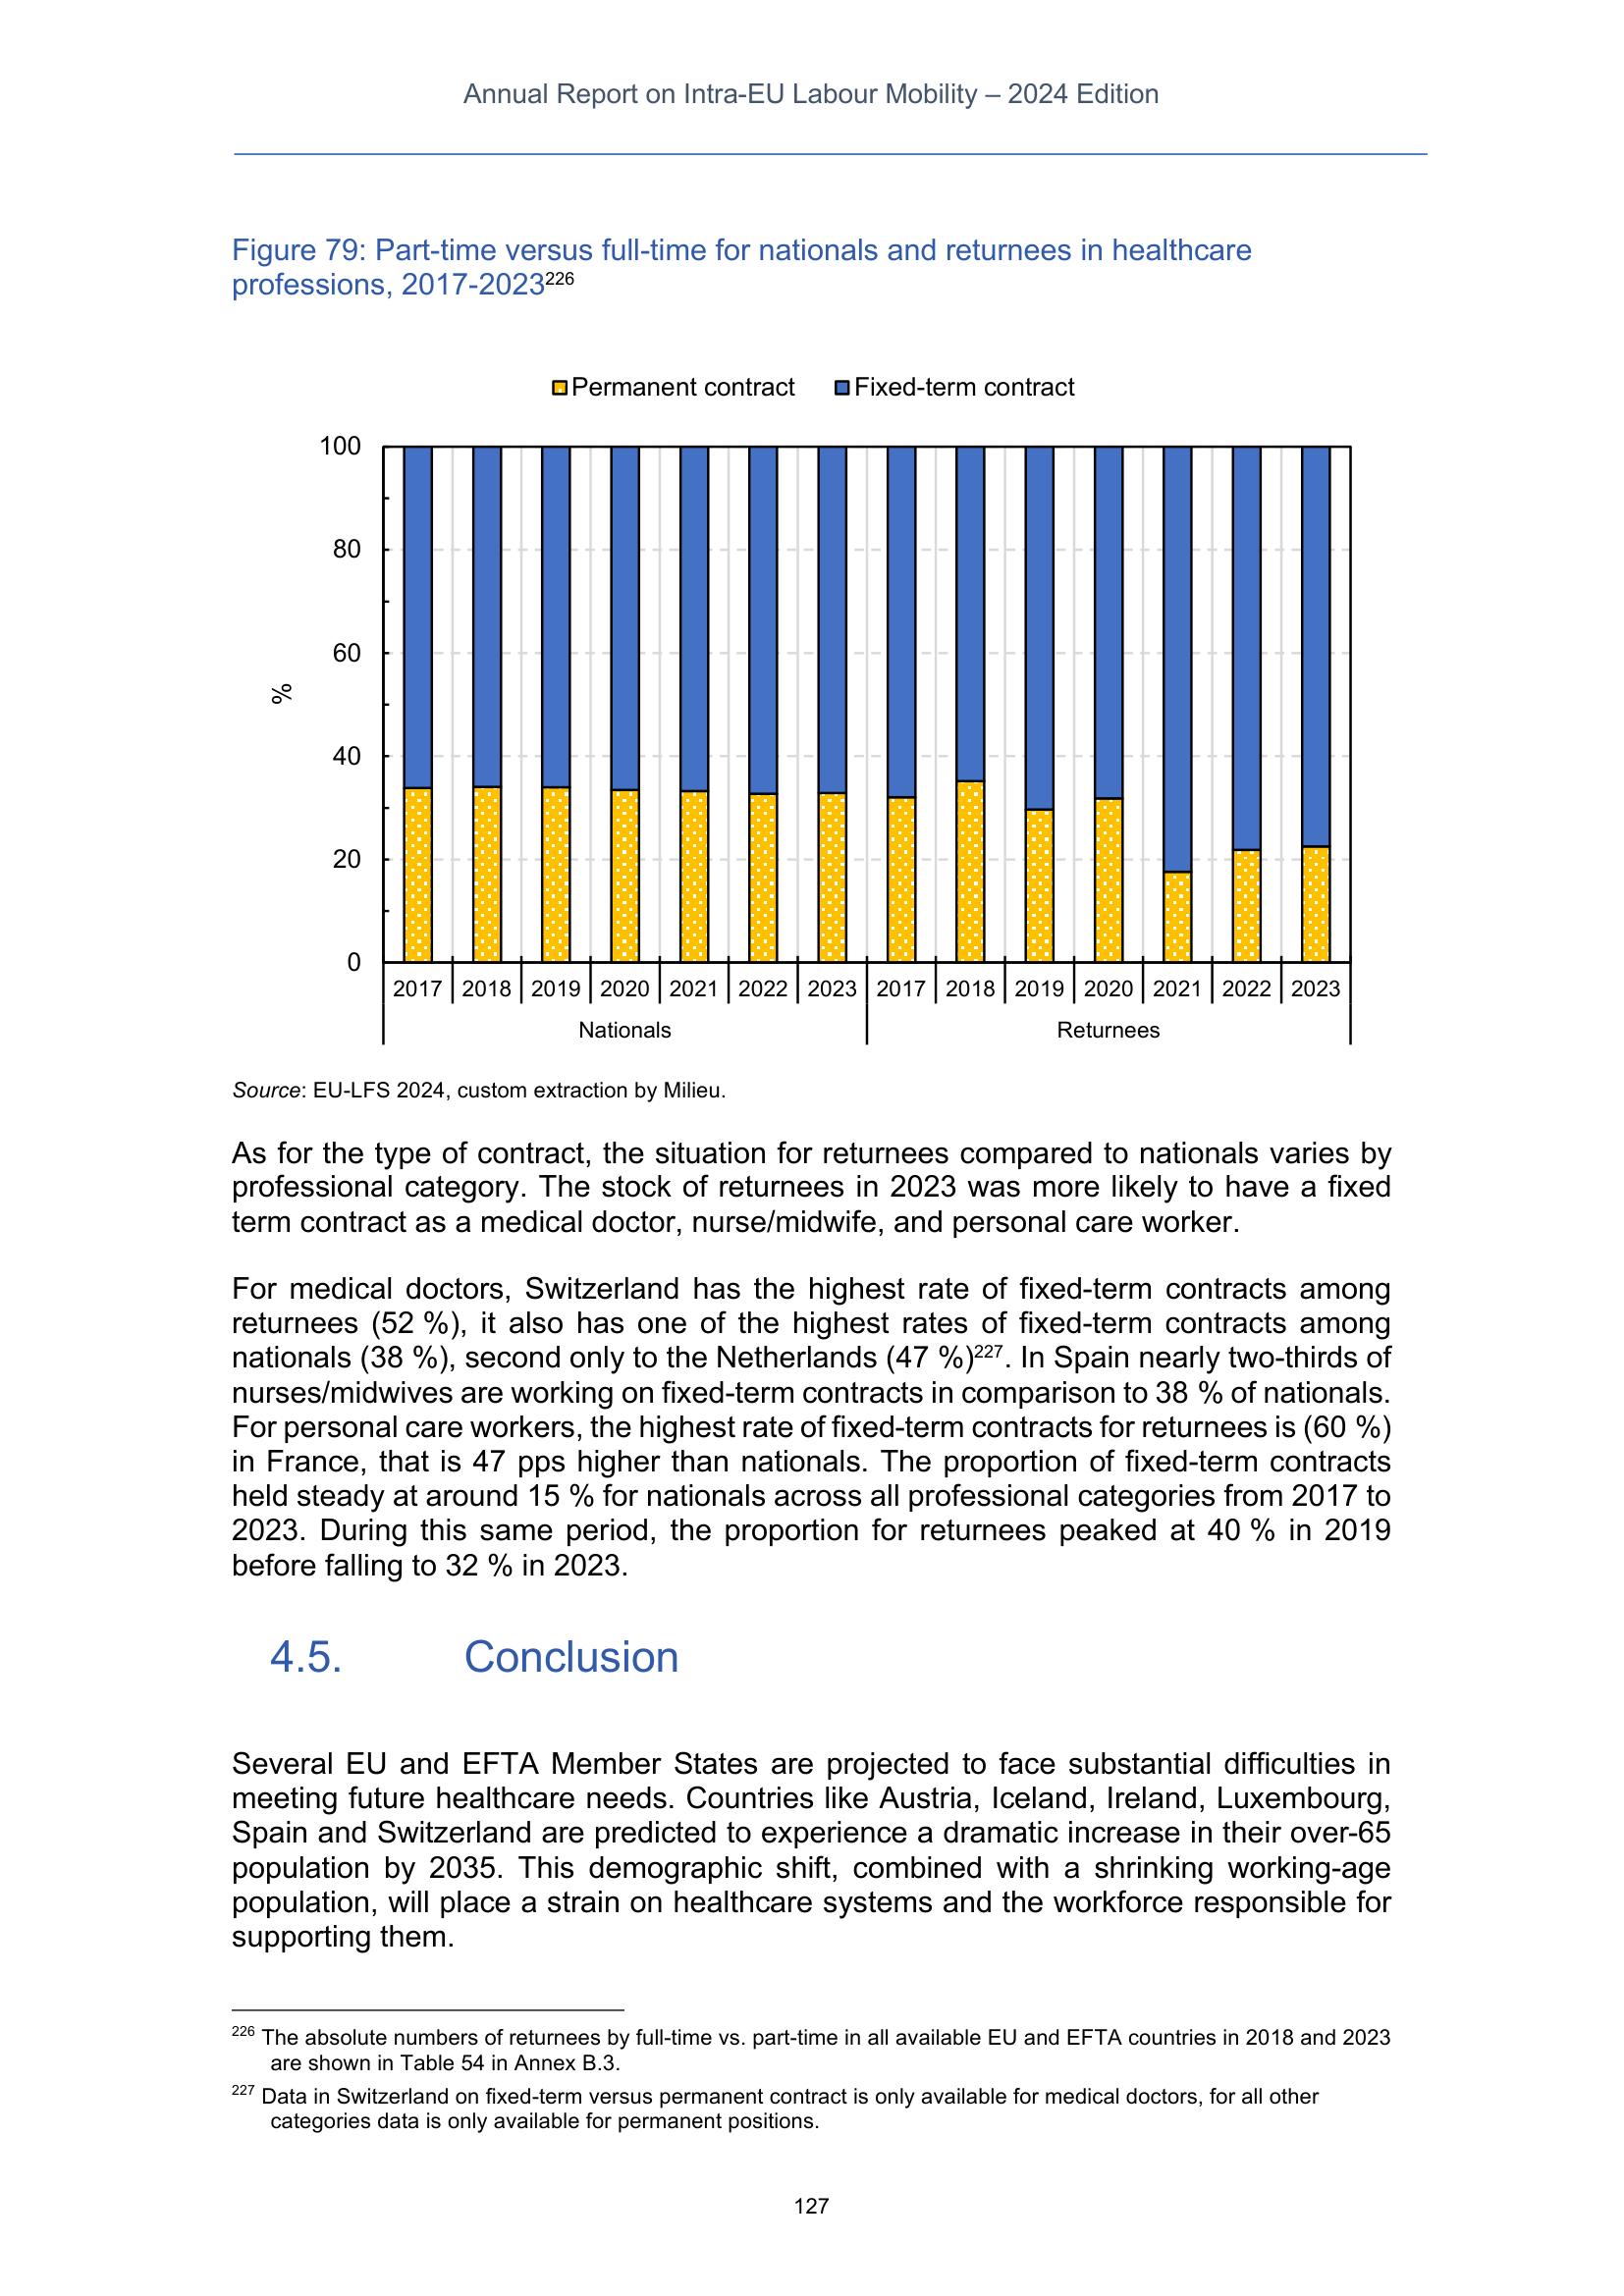 Annual Report on Intra-EU Labour Mobility – 2024 Edition
Figure 79: Part-time versus full-time for nationals and returnees in healthcare
professions, 2017-2023226
Permanent contract Fixed-term contract
100
80
60
%
40
20
0
2017 2018 2019 2020 2021 2022 2023 2017 2018 2019 2020 2021 2022 2023
Nationals Returnees
Source: EU-LFS 2024, custom extraction by Milieu.
As for the type of contract, the situation for returnees compared to nationals varies by
professional category. The stock of returnees in 2023 was more likely to have a fixed
term contract as a medical doctor, nurse/midwife, and personal care worker.
For medical doctors, Switzerland has the highest rate of fixed-term contracts among
returnees (52 %), it also has one of the highest rates of fixed-term contracts among
nationals (38 %), second only to the Netherlands (47 %)227. In Spain nearly two-thirds of
nurses/midwives are working on fixed-term contracts in comparison to 38 % of nationals.
For personal care workers, the highest rate of fixed-term contracts for returnees is (60 %)
in France, that is 47 pps higher than nationals. The proportion of fixed-term contracts
held steady at around 15 % for nationals across all professional categories from 2017 to
2023. During this same period, the proportion for returnees peaked at 40 % in 2019
before falling to 32 % in 2023.
4.5. Conclusion
Several EU and EFTA Member States are projected to face substantial difficulties in
meeting future healthcare needs. Countries like Austria, Iceland, Ireland, Luxembourg,
Spain and Switzerland are predicted to experience a dramatic increase in their over-65
population by 2035. This demographic shift, combined with a shrinking working-age
population, will place a strain on healthcare systems and the workforce responsible for
supporting them.
226 The absolute numbers of returnees by full-time vs. part-time in all available EU and EFTA countries in 2018 and 2023
are shown in Table 54 in Annex B.3.
227 Data in Switzerland on fixed-term versus permanent contract is only available for medical doctors, for all other
categories data is only available for permanent positions.
127